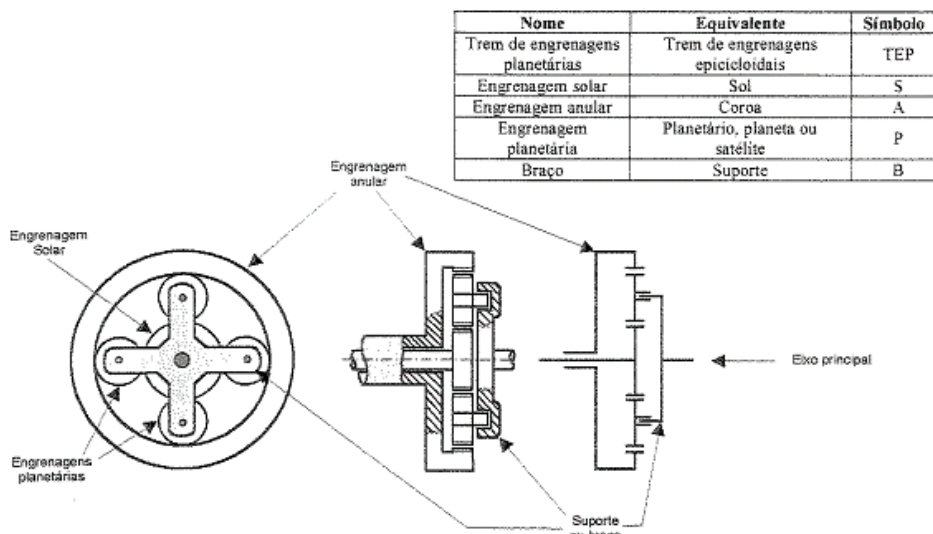 Nome Equivalente Símbolo
Trem de engrenagens planetárias Trem de engrenagens epicicloidais TEP
Engrenagem solar Sol S
Engrenagem anular Coroa A
Engrenagem planetária Planetário, planeta ou satélite P
Braço Suporte B
Engrenagem
anular
Engrenagem
Solar
Eixo principal
Engrenagens
planetárias
Suporte